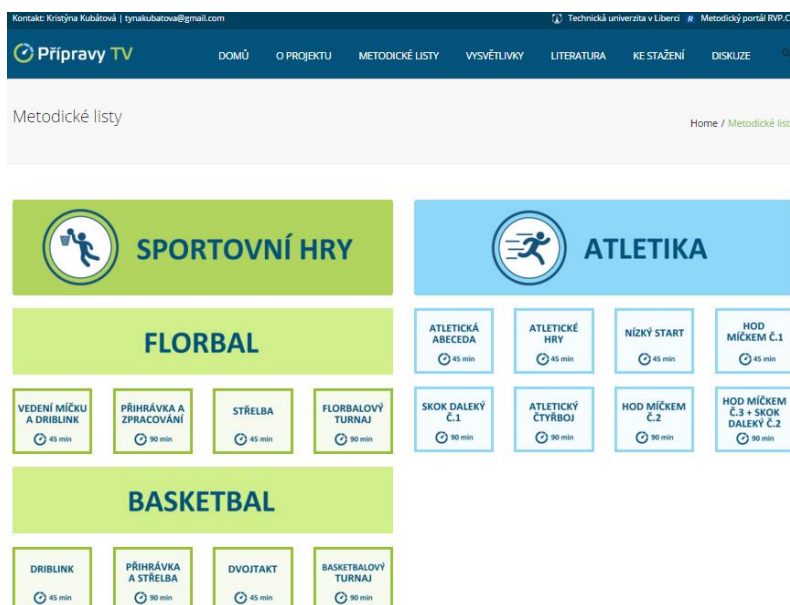 Kontakt: Kristýna Kubátová | tynakubatova@gmail.com
Technická univerzita v Liberci
Metodický portál RVP.C
Přípravy TV
DOMŮ
O PROJEKTU
METODICKÉ LISTY
VYSVĚTLIVKY
LITERATURA
KE STAŽENÍ
DISKUZE
Metodické listy
Home / Metodické list
SPORTOVNÍ HRY
FLORBAL
VEDENÍ MÍČKU
A DRIBLINK
45 min
PŘIHRÁVKA A
ZPRACOVÁNÍ
90 min
STŘELBA
45 min
FLORBALOVÝ
TURNAJ
90 min
BASKETBAL
DRIBLINK
45 min
PŘIHRÁVKA
A STŘELBA
90 min
DVOJTAKT
45 min
BASKETBALOVÝ
TURNAJ
90 min
ATLETIKA
ATLETICKÁ
ABECEDA
45 min
ATLETICKÉ
HRY
45 min
NÍZKÝ START
45 min
HOD
MÍČKEM Č.1
45 min
SKOK DALEKÝ
Č.1
90 min
ATLETICKÝ
ČTYŘBOJ
90 min
HOD MÍČKEM
Č.2
90 min
HOD MÍČKEM
Č.3 + SKOK
DALEKÝ Č.2
90 min